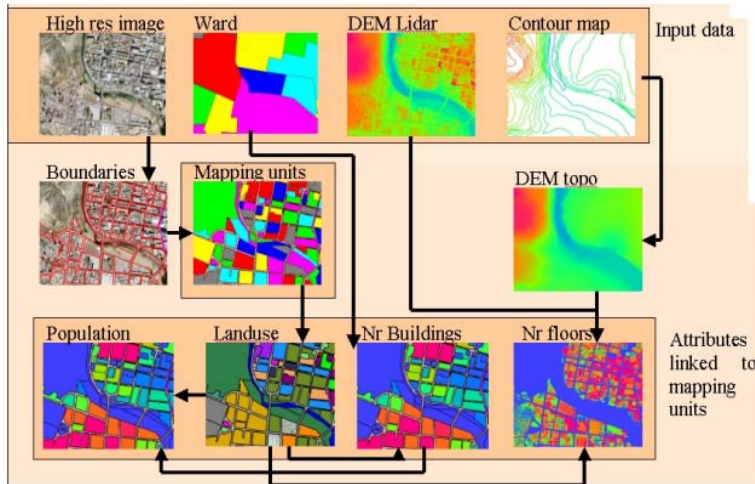 High res image
Ward
DEM Lidar
Contour map
Input data
Boundaries
Mapping units
DEM topo
Population
Landuse
Nr Buildings
Nr floors
Attributes
linked to
mapping
units